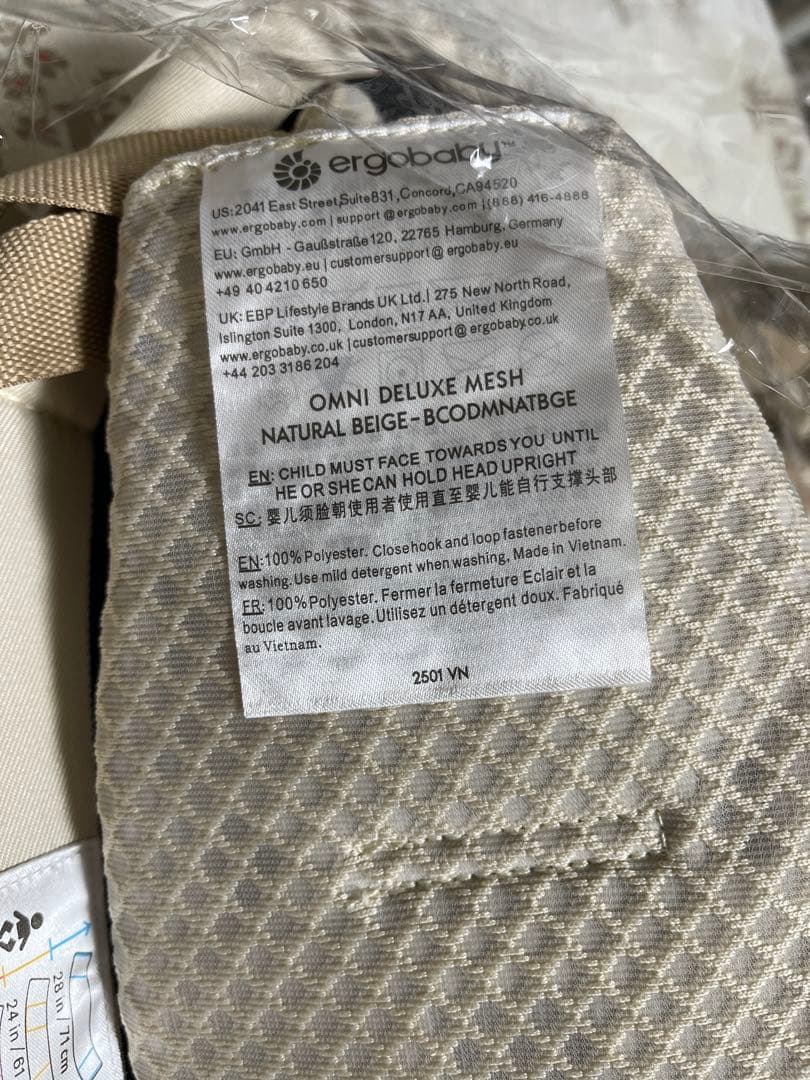 ergobaby™
US:2041 East Street,Suite831,Concord,CA94520
www.ergobaby.com | support @ergobaby.com |(888) 416-4888
EU: GmbH - Gaußstraße120, 22765 Hamburg, Germany
www.ergobaby.eu | customersupport@ ergobaby.eu
+49 40 4210 650
UK: EBP Lifestyle Brands UK Ltd.| 275 New North Road,
Islington Suite 1300, London, N17 AA, United Kingdom
www.ergobaby.co.uk |customersupport@ ergobaby.co.uk
+44 203 3186 204
OMNI DELUXE MESH
NATURAL BEIGE-BCODMNATBGE
EN: CHILD MUST FACE TOWARDS YOU UNTIL
HE OR SHE CAN HOLD HEAD UPRIGHT
SC: 婴儿须脸朝使用者使用直至婴儿能自行支撑头部
EN:100% Polyester. Closehook and loop fastenerbefore
washing. Use mild detergent when washing, Made in Vietnam.
FR:100%Polyester. Fermer la fermeture Eclair et la
boucle avant lavage. Utilisez un détergent doux. Fabriqué
au Vietnam.
2501 VN
28 in / 71 cm
24 in / 61